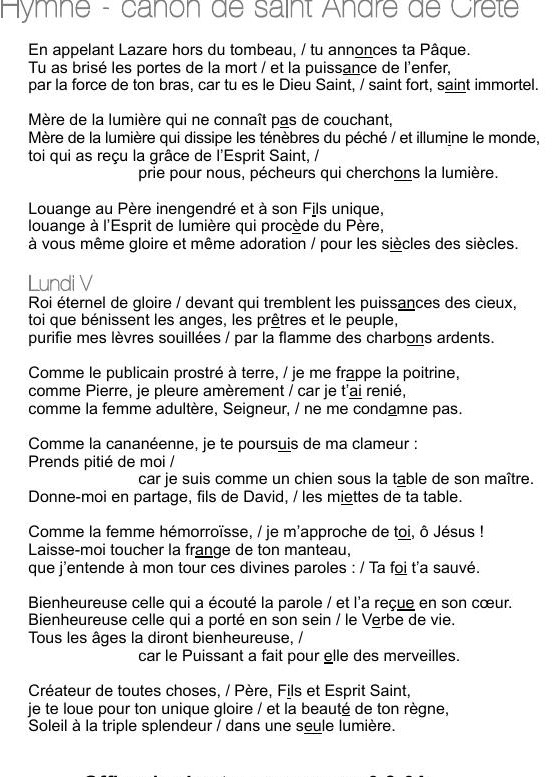 Hymne - canon de saint André de Crète
En appelant Lazare hors du tombeau, / tu annonces ta Pâque.
Tu as brisé les portes de la mort / et la puissance de l'enfer,
par la force de ton bras, car tu es le Dieu Saint, / saint fort, saint immortel.
Mère de la lumière qui ne connaît pas de couchant,
Mère de la lumière qui dissipe les ténèbres du péché / et illumine le monde,
toi qui as reçu la grâce de l'Esprit Saint, /
prie pour nous, pécheurs qui cherchons la lumière.
Louange au Père inengendré et à son Fils unique,
louange à l'Esprit de lumière qui procède du Père,
à vous même gloire et même adoration / pour les siècles des siècles.
Lundi V
Roi éternel de gloire / devant qui tremblent les puissances des cieux,
toi que bénissent les anges, les prêtres et le peuple,
purifie mes lèvres souillées / par la flamme des charbons ardents.
Comme le publicain prostré à terre, / je me frappe la poitrine,
comme Pierre, je pleure amèrement / car je t'ai renié,
comme la femme adultère, Seigneur, / ne me condamne pas.
Comme la cananéenne, je te poursuis de ma clameur :
Prends pitié de moi /
car je suis comme un chien sous la table de son maître.
Donne-moi en partage, fils de David, / les miettes de ta table.
Comme la femme hémorroïsse, / je m'approche de toi, ô Jésus !
Laisse-moi toucher la frange de ton manteau,
que j'entende à mon tour ces divines paroles : / Ta foi t'a sauvé.
Bienheureuse celle qui a écouté la parole / et l'a reçue en son cœur.
Bienheureuse celle qui a porté en son sein / le Verbe de vie.
Tous les âges la diront bienheureuse, /
car le Puissant a fait pour elle des merveilles.
Créateur de toutes choses, / Père, Fils et Esprit Saint,
je te loue pour ton unique gloire / et la beauté de ton règne,
Soleil à la triple splendeur / dans une seule lumière.